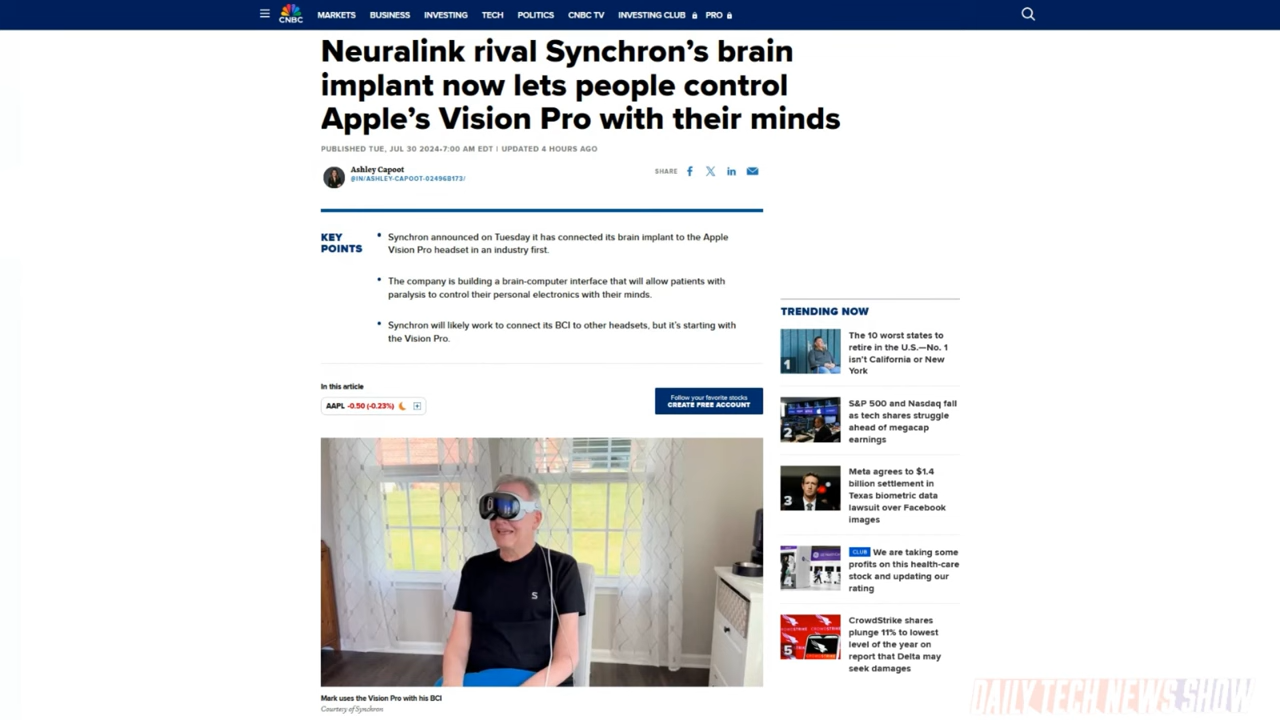 CNBC
MARKETS BUSINESS INVESTING TECH POLITICS CNBC TV INVESTING CLUB PRO
Neuralink rival Synchron's brain
implant now lets people control
Apple's Vision Pro with their minds
PUBLISHED TUE, JUL 30 2024•7:00 AM EDT | UPDATED 4 HOURS AGO
Ashley Capoot
@IN/ASHLEY-CAPOOT-02496B173/
SHARE
KEY
POINTS
• Synchron announced on Tuesday it has connected its brain implant to the Apple
Vision Pro headset in an industry first.
• The company is building a brain-computer interface that will allow patients with
paralysis to control their personal electronics with their minds.
• Synchron will likely work to connect its BCI to other headsets, but it's starting with
the Vision Pro.
In this article
AAPL -0.50 (-0.23%)
Follow your favorite stocks
CREATE FREE ACCOUNT
S
Mark uses the Vision Pro with his BCI
Courtesy of Synchron
TRENDING NOW
1
The 10 worst states to
retire in the U.S.—No. 1
isn't California or New
York
2
S&P 500 and Nasdaq fall
as tech shares struggle
ahead of megacap
earnings
3
Meta agrees to $1.4
billion settlement in
Texas biometric data
lawsuit over Facebook
images
4
CLUB We are taking some
profits on this health-care
stock and updating our
rating
5
CrowdStrike shares
plunge 11% to lowest
level of the year on
report that Delta may
seek damages
DAILY TECH NEWS SHOW